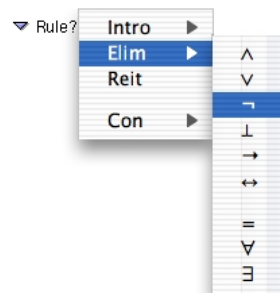 Rule?
Intro
Elim
Reit
Con
∧
∨
¬
⊥
→
↔
=
∀
∃